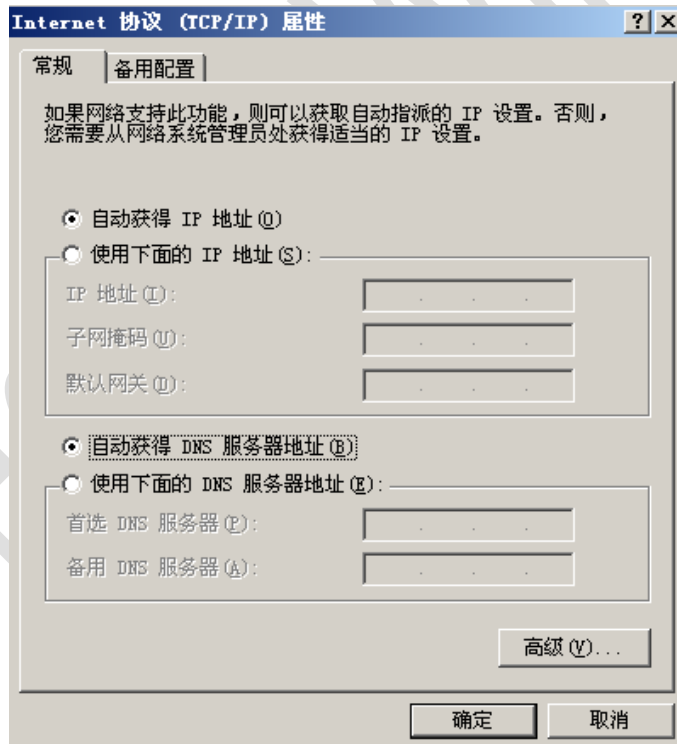 Internet 协议 (TCP/IP) 属性
常规
备用配置
如果网络支持此功能，则可以获取自动指派的 IP 设置。否则，
您需要从网络系统管理员处获得适当的 IP 设置。
自动获得 IP 地址(O)
使用下面的 IP 地址(S):
IP 地址(I):
子网掩码(U):
默认网关(D):
自动获得 DNS 服务器地址(B)
使用下面的 DNS 服务器地址(E):
首选 DNS 服务器(P):
备用 DNS 服务器(A):
高级(V)...
确定
取消